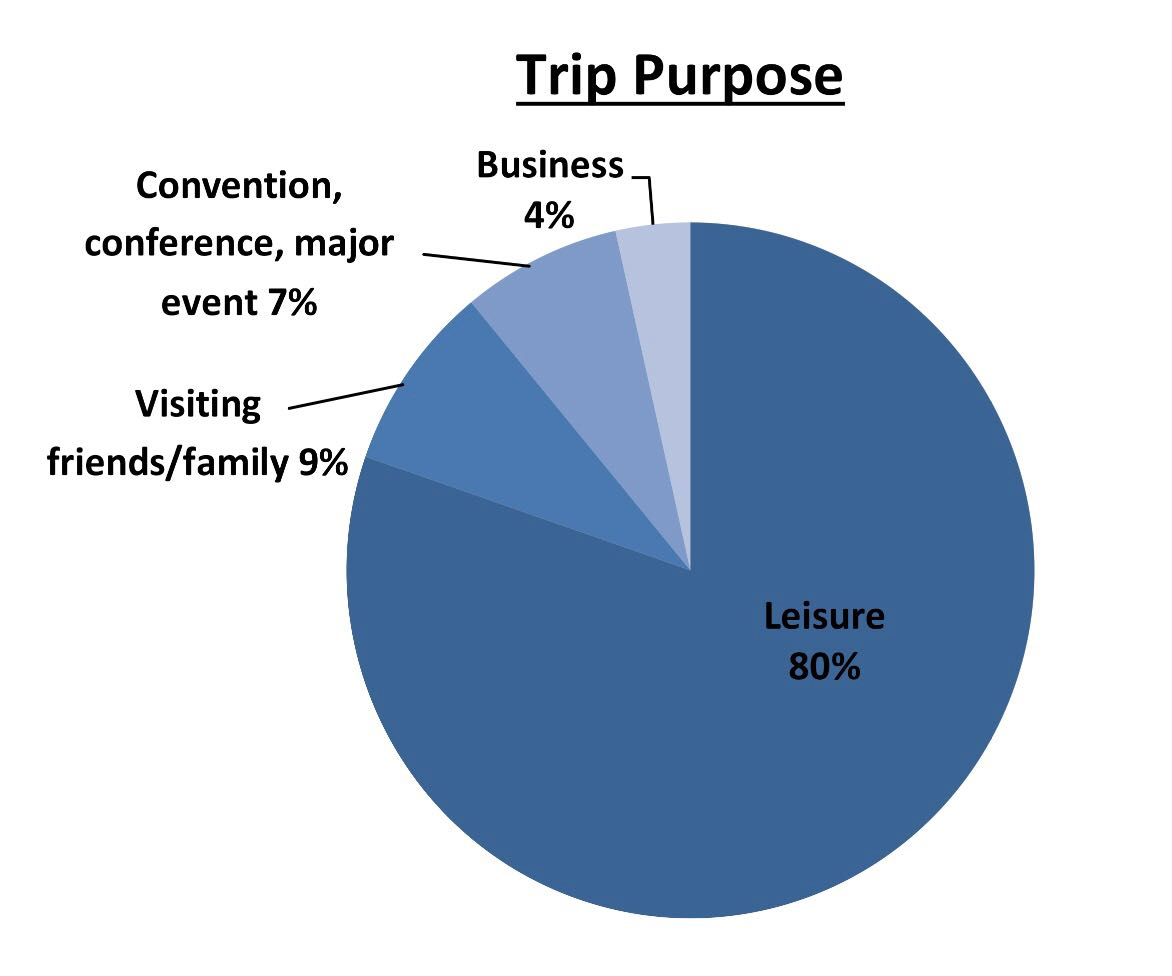 Trip Purpose
Business
4%
Convention,
conference, major
event 7%
Visiting
friends/family 9%
Leisure
80%